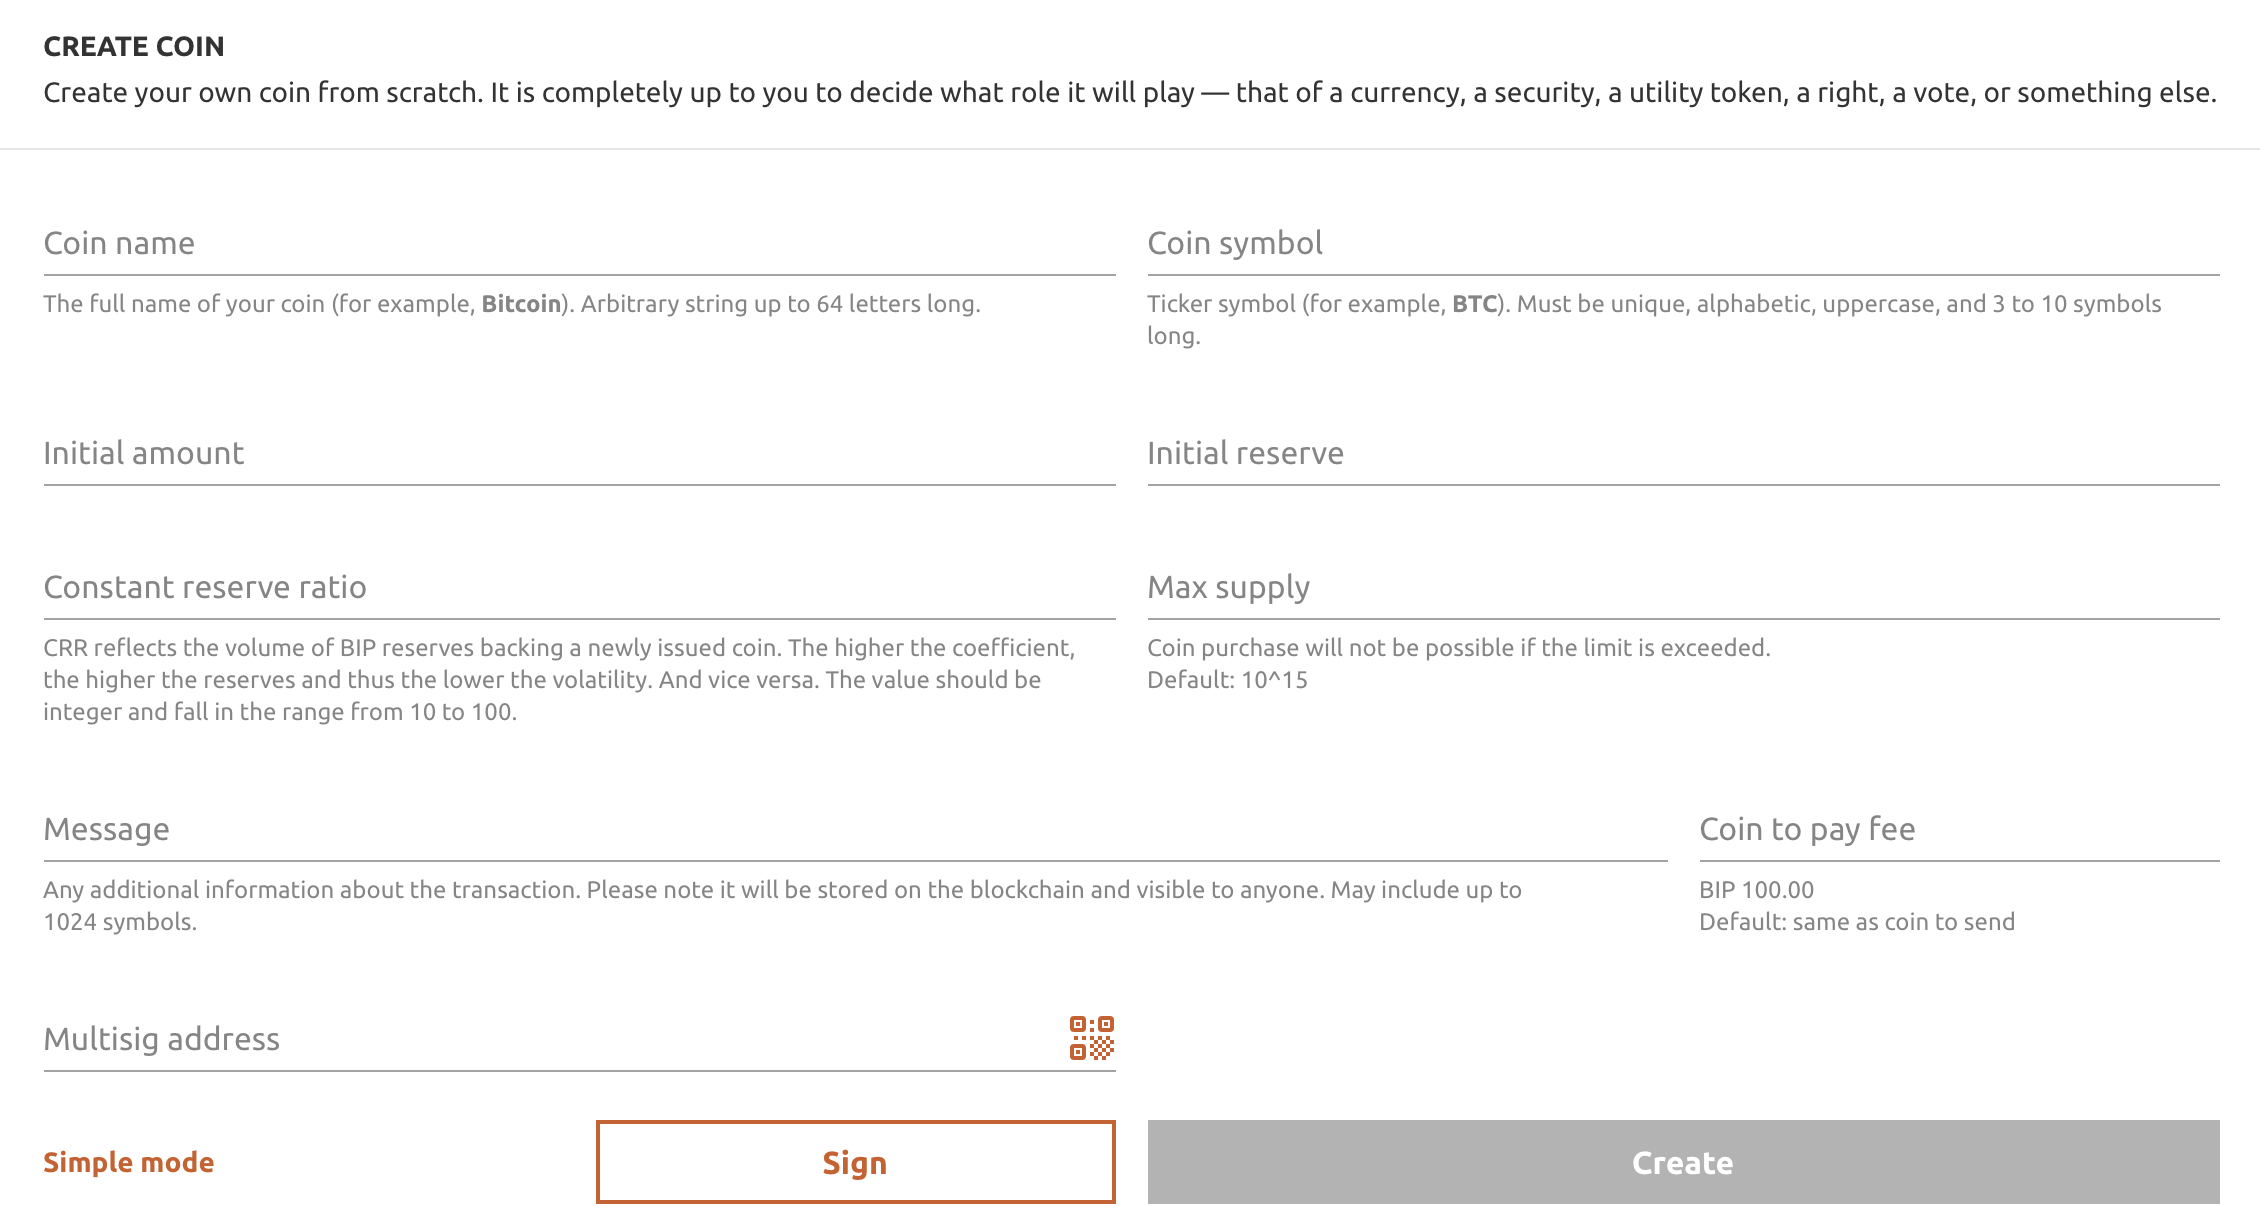 CREATE COIN
Create your own coin from scratch. It is completely up to you to decide what role it will play — that of a currency, a security, a utility token, a right, a vote, or something else.
Coin name
The full name of your coin (for example, Bitcoin). Arbitrary string up to 64 letters long.
Coin symbol
Ticker symbol (for example, BTC). Must be unique, alphabetic, uppercase, and 3 to 10 symbols
long.
Initial amount
Initial reserve
Constant reserve ratio
CRR reflects the volume of BIP reserves backing a newly issued coin. The higher the coefficient,
the higher the reserves and thus the lower the volatility. And vice versa. The value should be
integer and fall in the range from 10 to 100.
Max supply
Coin purchase will not be possible if the limit is exceeded.
Default: 10^15
Message
Any additional information about the transaction. Please note it will be stored on the blockchain and visible to anyone. May include up to
1024 symbols.
Coin to pay fee
BIP 100.00
Default: same as coin to send
Multisig address
Simple mode
Sign
Create